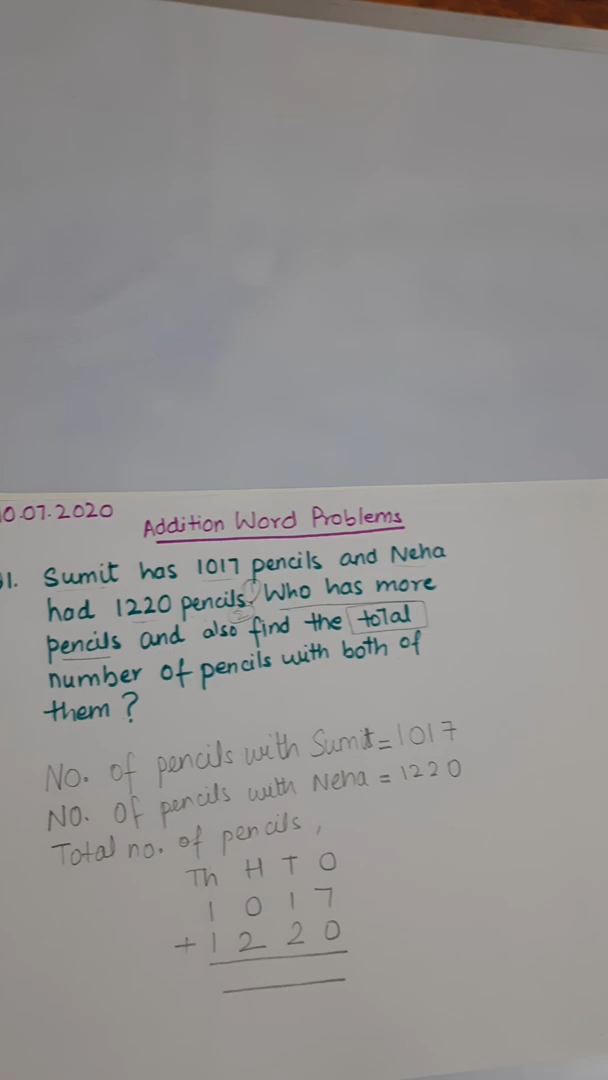 10.07.2020
Addition Word Problems
1. Sumit has 1017 pencils and Neha
had 1220 pencils. Who has more
pencils and also find the total
number of pencils with both of
them?
No. of pencils with Sumit = 1017
No. of pencils with Neha = 1220
Total no. of pencils,
Th H T O
1 0 1 7
+ 1 2 2 0